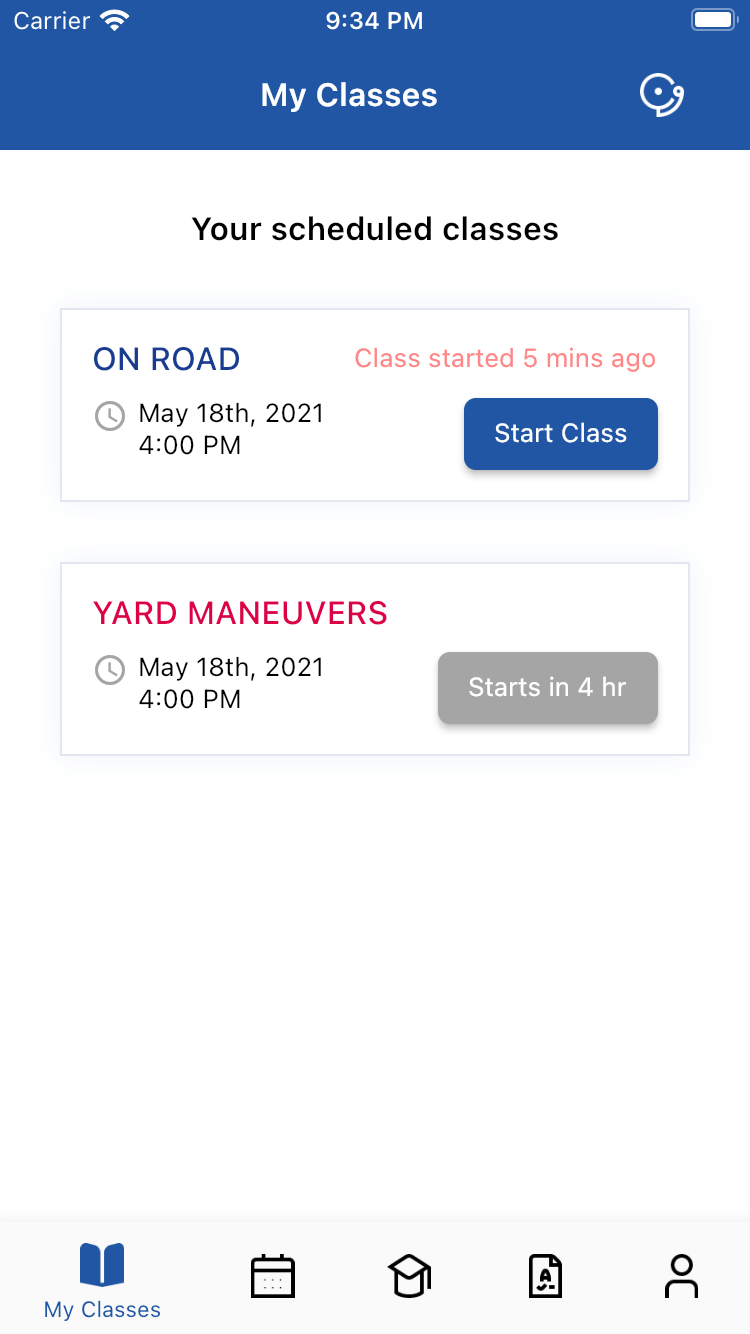 Carrier 9:34 PM
My Classes
Your scheduled classes
ON ROAD Class started 5 mins ago
May 18th, 2021
4:00 PM
Start Class
YARD MANEUVERS
May 18th, 2021
4:00 PM
Starts in 4 hr
My Classes